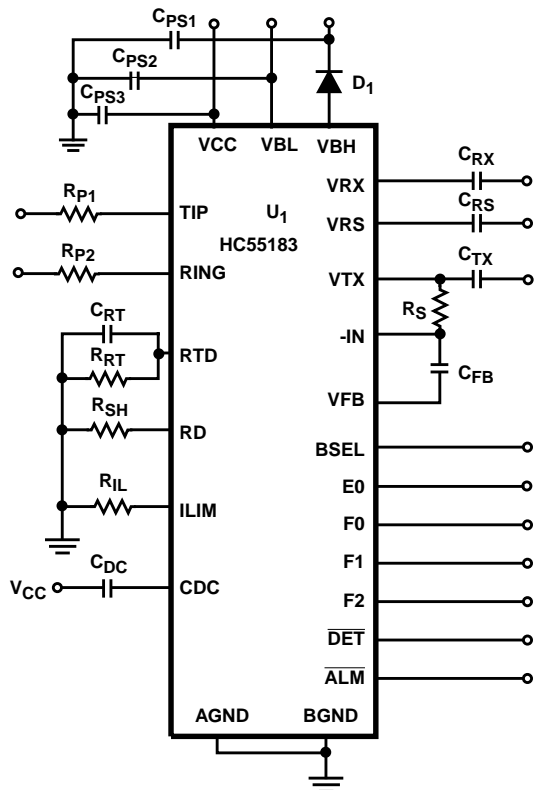 CPS1
CPS2
CPS3
D1
VCC VBL VBH
CRX
VRX
CRS
RP1
TIP
U1
VRS
HC55183
RP2
RING
CTX
VTX
RS
CRT
-IN
RTD
RRT
CFB
RSH
VFB
RD
BSEL
RIL
E0
ILIM
F0
CDC
F1
VCC
CDC
F2
DET
ALM
AGND BGND